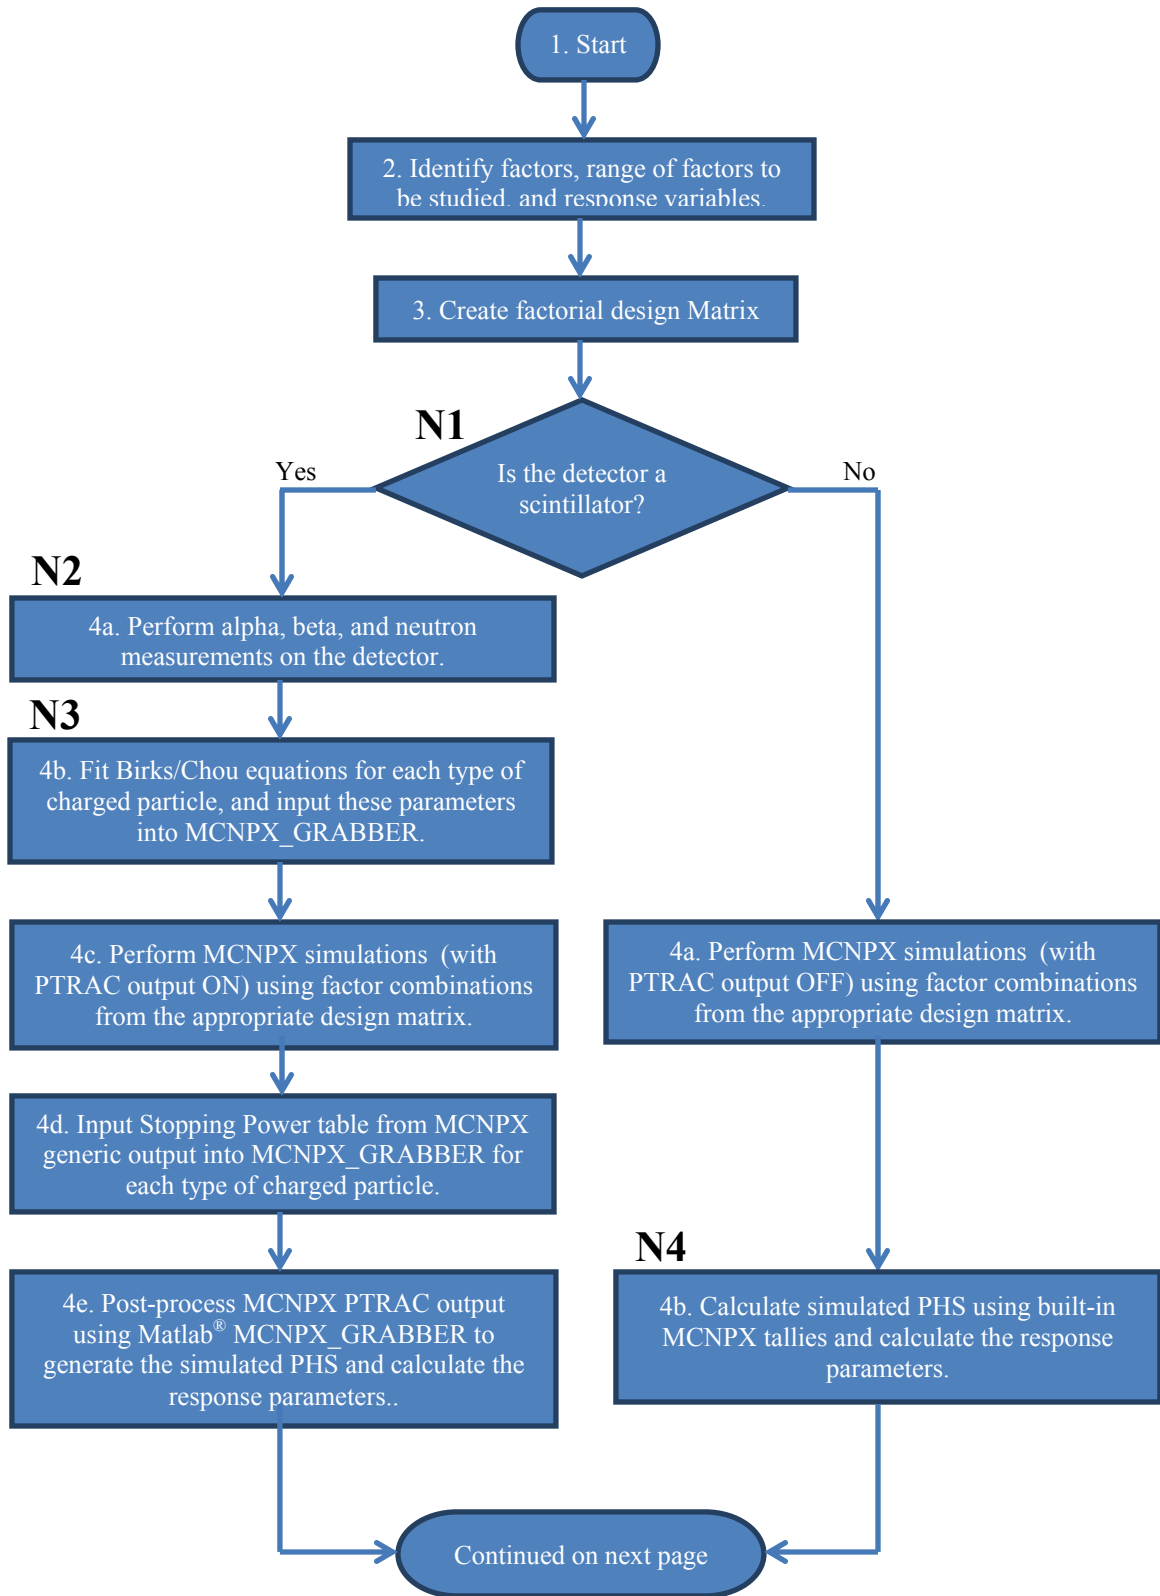 1. Start
2. Identify factors, range of factors to
be studied, and response variables.
3. Create factorial design Matrix
N1
Is the detector a
scintillator?
Yes
No
N2
4a. Perform alpha, beta, and neutron
measurements on the detector.
N3
4b. Fit Birks/Chou equations for each type of
charged particle, and input these parameters
into MCNPX_GRABBER.
4c. Perform MCNPX simulations (with
PTRAC output ON) using factor combinations
from the appropriate design matrix.
4a. Perform MCNPX simulations (with
PTRAC output OFF) using factor combinations
from the appropriate design matrix.
4d. Input Stopping Power table from MCNPX
generic output into MCNPX_GRABBER for
each type of charged particle.
N4
4e. Post-process MCNPX PTRAC output
using Matlab® MCNPX_GRABBER to
generate the simulated PHS and calculate the
response parameters..
4b. Calculate simulated PHS using built-in
MCNPX tallies and calculate the response
parameters.
Continued on next page